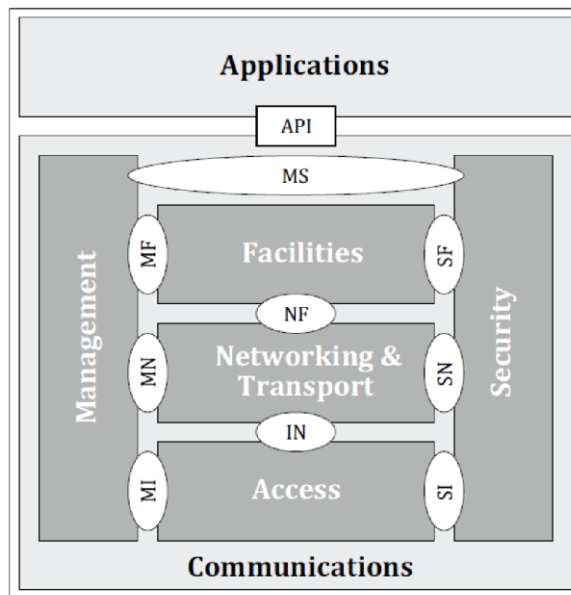 Applications
API
MS
Management
MF
Facilities
SF
Security
NF
MN
Networking &
Transport
SN
IN
MI
Access
SI
Communications